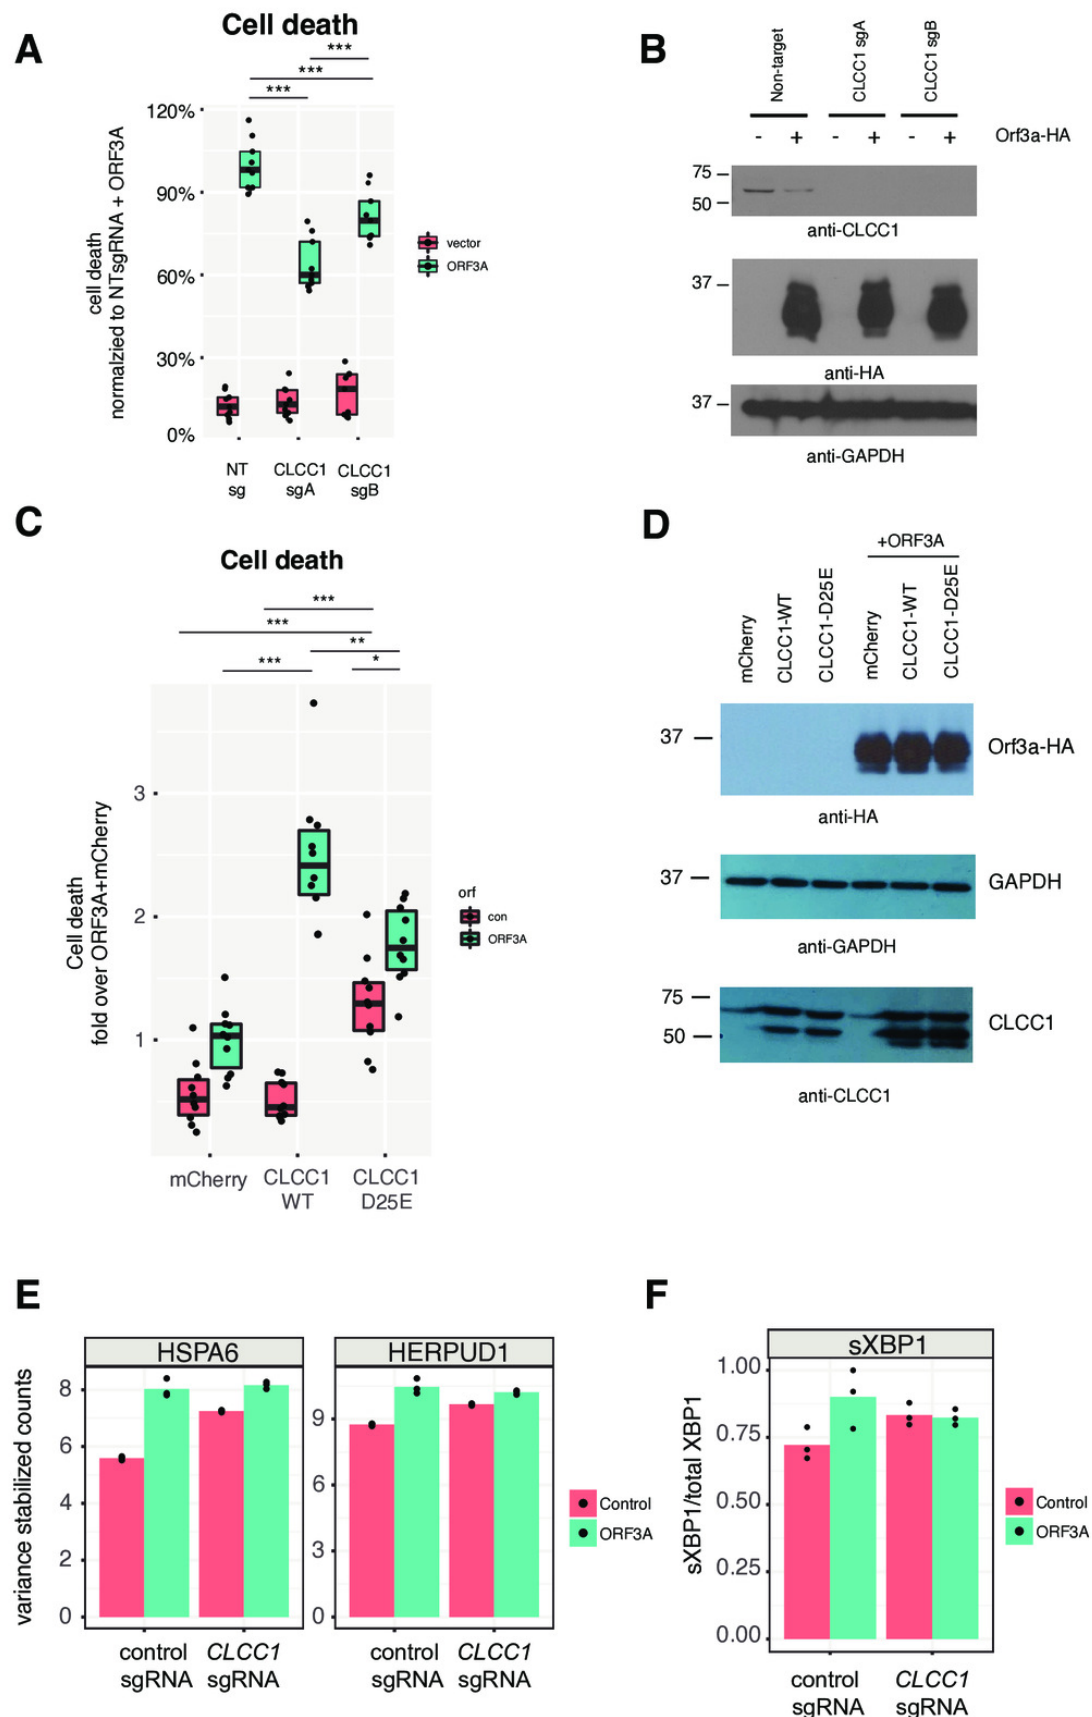 A
Cell death
***
***
***
120%
90%
60%
30%
0%
cell death
normalzied to NTsgRNA + ORF3A
NT
sg
CLCC1
sgA
CLCC1
sgB
vector
ORF3A
B
Non-target
CLCC1 sgA
CLCC1 sgB
- + - + - + Orf3a-HA
75
50
anti-CLCC1
37
anti-HA
37
anti-GAPDH
C
Cell death
***
***
**
***
*
3
2
1
Cell death
fold over ORF3A+mCherry
mCherry
CLCC1
WT
CLCC1
D25E
orf
con
ORF3A
D
+ORF3A
mCherry
CLCC1-WT
CLCC1-D25E
mCherry
CLCC1-WT
CLCC1-D25E
37
Orf3a-HA
anti-HA
37
GAPDH
anti-GAPDH
75
50
CLCC1
anti-CLCC1
E
HSPA6
HERPUD1
variance stabilized counts
8
6
4
2
0
9
6
3
0
control
sgRNA
CLCC1
sgRNA
control
sgRNA
CLCC1
sgRNA
Control
ORF3A
F
sXBP1
1.00
0.75
0.50
0.25
0.00
sXBP1/total XBP1
control
sgRNA
CLCC1
sgRNA
Control
ORF3A